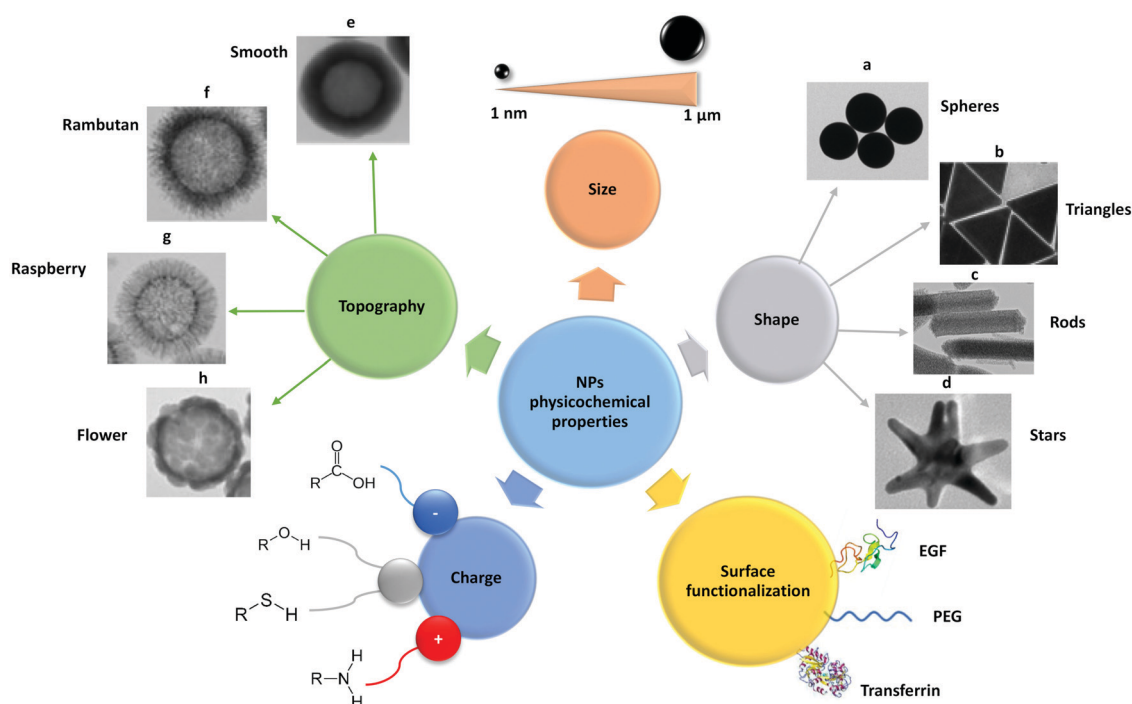 e
Smooth
f
Rambutan
g
Raspberry
h
Flower
Topography
1 nm
1 µm
Size
a
Spheres
b
Triangles
c
Rods
d
Stars
Shape
NPs
physicochemical
properties
O
R
C
OH
-
R
O
H
R
S
H
+
H
R
N
H
Charge
Surface
functionalization
EGF
PEG
Transferrin